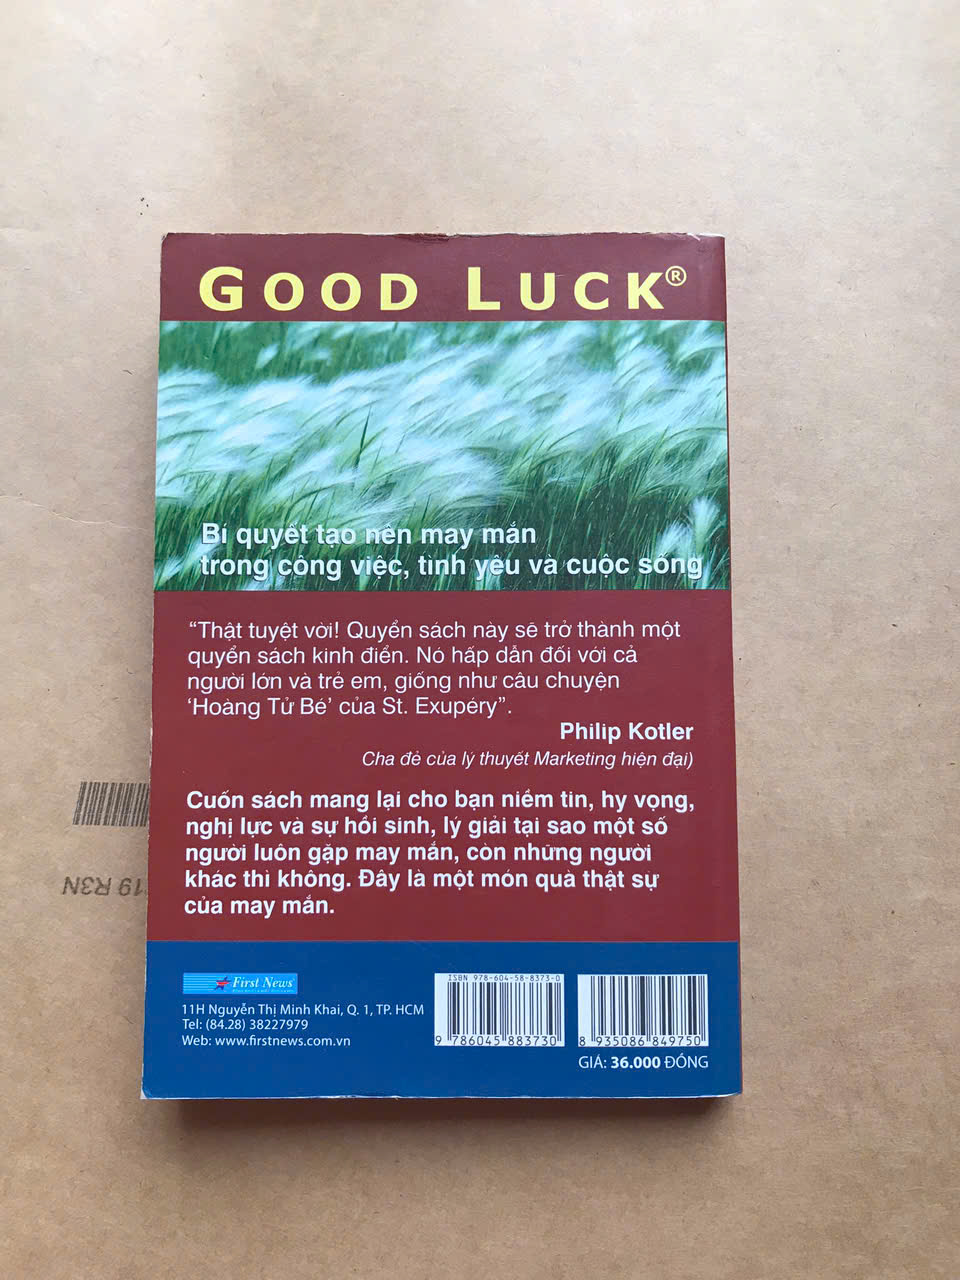 GOOD LUCK®
Bí quyết tạo nên may mắn
trong công việc, tình yêu và cuộc sống
“Thật tuyệt vời! Quyển sách này sẽ trở thành một
quyển sách kinh điển. Nó hấp dẫn đối với cả
người lớn và trẻ em, giống như câu chuyện
‘Hoàng Tử Bé’ của St. Exupéry”.
Philip Kotler
Cha đẻ của lý thuyết Marketing hiện đại)
Cuốn sách mang lại cho bạn niềm tin, hy vọng,
nghị lực và sự hồi sinh, lý giải tại sao một số
người luôn gặp may mắn, còn những người
khác thì không. Đây là một món quà thật sự
của may mắn.
First News
11H Nguyễn Thị Minh Khai, Q. 1, TP. HCM
Tel: (84.28) 38227979
Web: www.firstnews.com.vn
ISBN 978-604-58-8373-0
9 786045 883730
8 935086 849750
GIÁ: 36.000 ĐỒNG
19 R3N